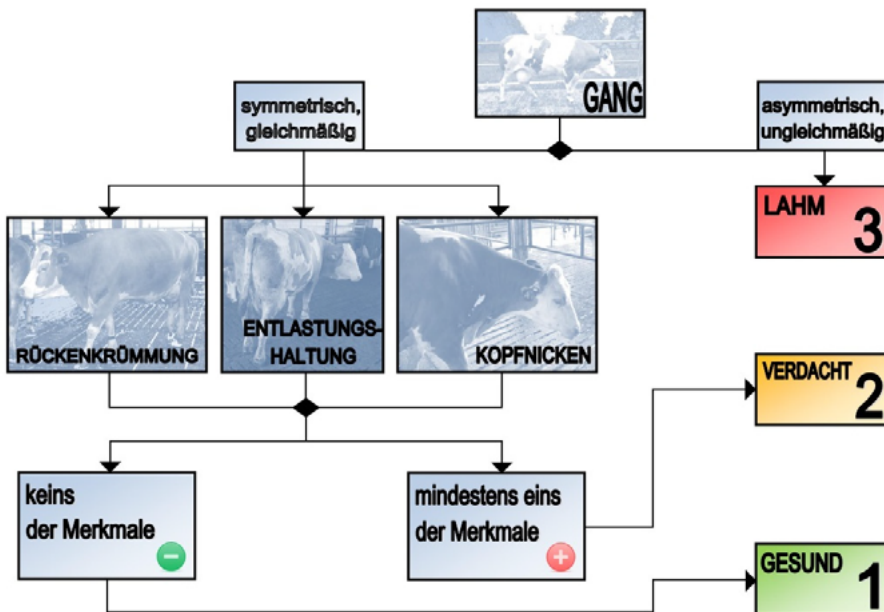 GANG
symmetrisch,
gleichmäßig
asymmetrisch,
ungleichmäßig
LAHM
3
RÜCKENKRÜMMUNG
ENTLASTUNGS-
HALTUNG
KOPFNICKEN
VERDACHT
2
keins
der Merkmale
mindestens eins
der Merkmale
GESUND
1